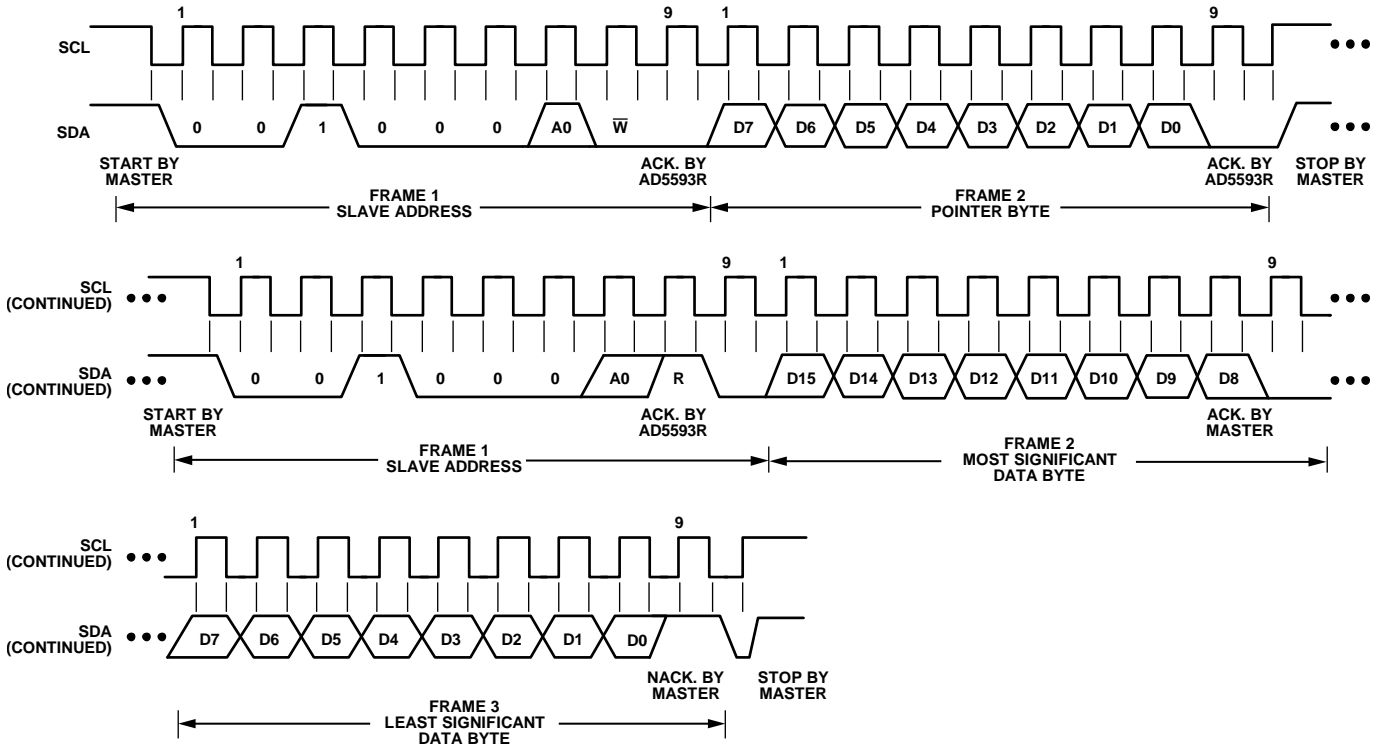 1 9 1 9
SCL
SDA
0 0 1 0 0 0 A0 W̅ D7 D6 D5 D4 D3 D2 D1 D0
START BY
MASTER
ACK. BY
AD5593R
ACK. BY
AD5593R
STOP BY
MASTER
FRAME 1
SLAVE ADDRESS
FRAME 2
POINTER BYTE
1 9 1 9
SCL
(CONTINUED)
SDA
(CONTINUED)
0 0 1 0 0 0 A0 R D15 D14 D13 D12 D11 D10 D9 D8
START BY
MASTER
ACK. BY
AD5593R
ACK. BY
MASTER
FRAME 1
SLAVE ADDRESS
FRAME 2
MOST SIGNIFICANT
DATA BYTE
1 9
SCL
(CONTINUED)
SDA
(CONTINUED)
D7 D6 D5 D4 D3 D2 D1 D0
NACK. BY
MASTER
STOP BY
MASTER
FRAME 3
LEAST SIGNIFICANT
DATA BYTE